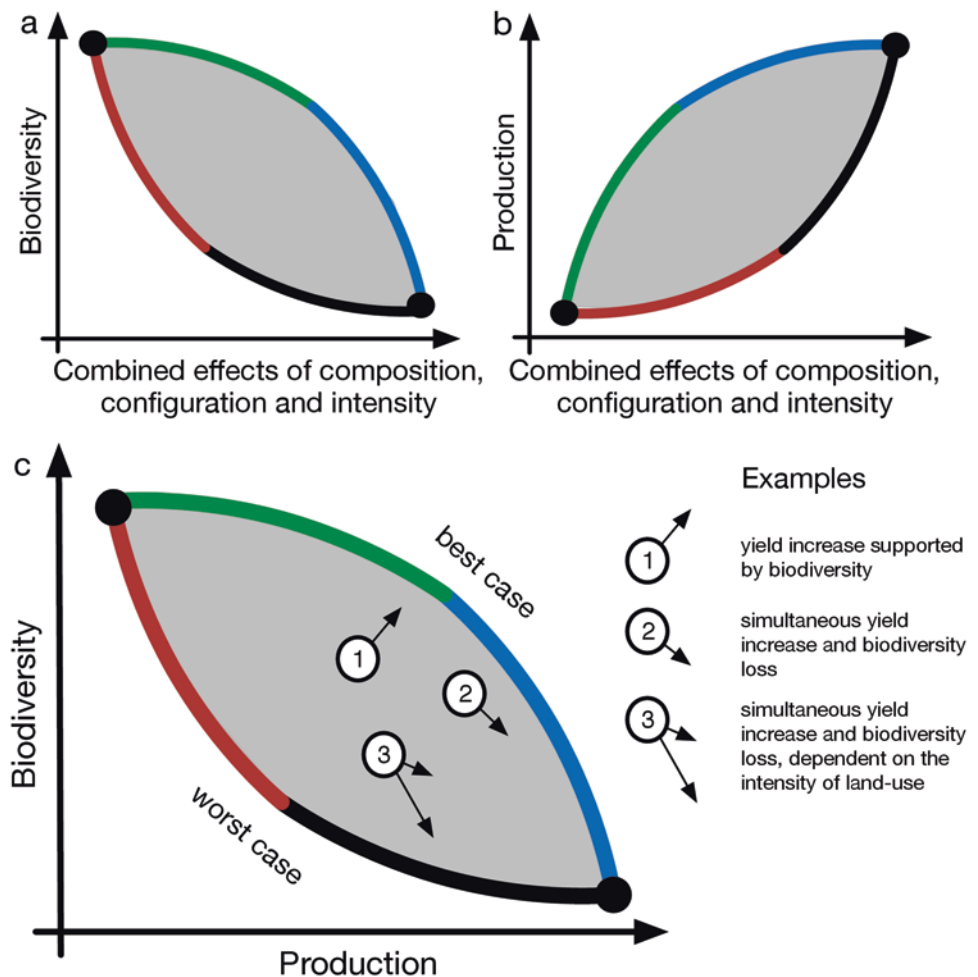 a
Biodiversity
Combined effects of composition,
configuration and intensity
b
Production
Combined effects of composition,
configuration and intensity
c
Biodiversity
Production
best case
worst case
1
2
3
Examples
1
yield increase supported
by biodiversity
2
simultaneous yield
increase and biodiversity
loss
3
simultaneous yield
increase and biodiversity
loss, dependent on the
intensity of land-use